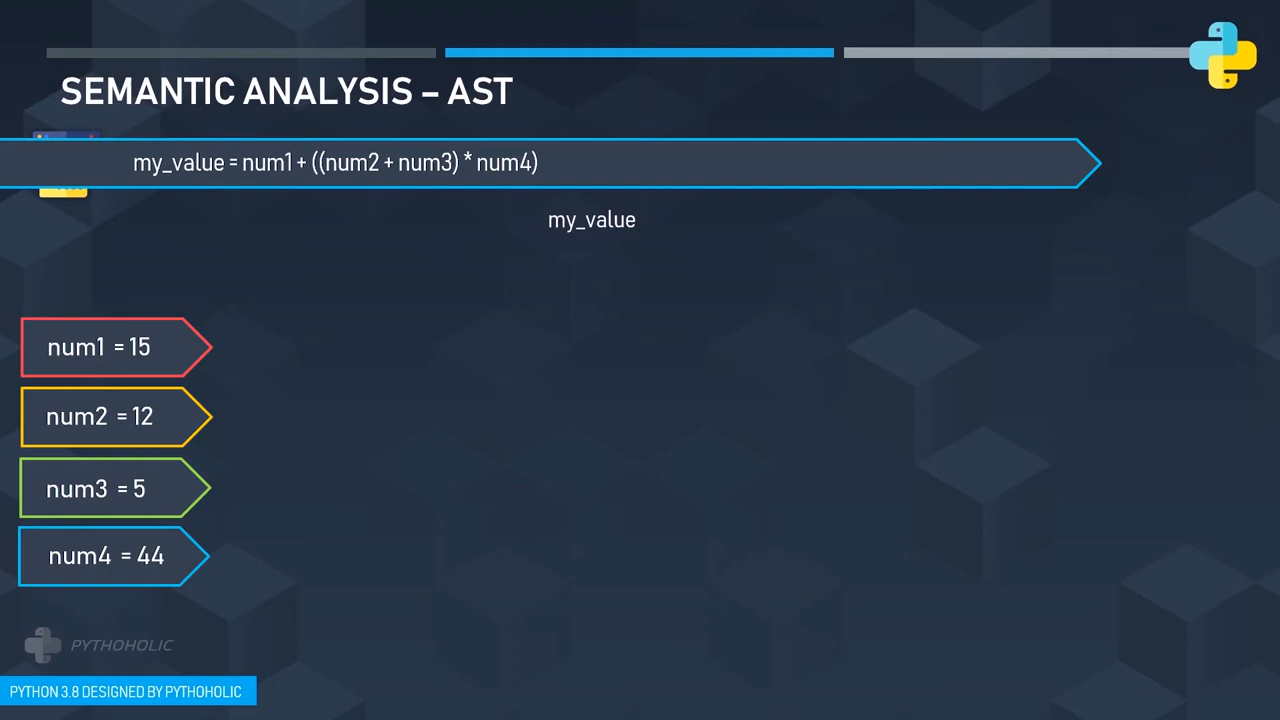 SEMANTIC ANALYSIS – AST
my_value = num1 + ((num2 + num3) * num4)
my_value
num1 = 15
num2 = 12
num3 = 5
num4 = 44
PYTHOHOLIC
PYTHON 3.8 DESIGNED BY PYTHOHOLIC